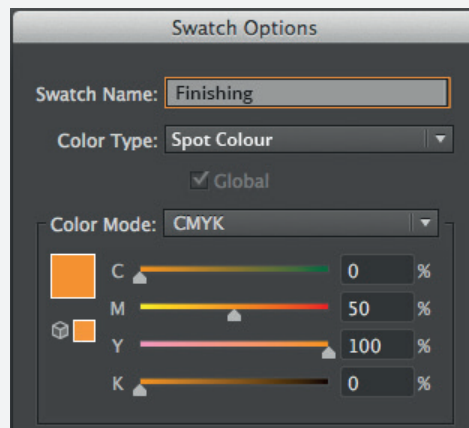 Swatch Options
Swatch Name: Finishing
Color Type: Spot Colour
Global
Color Mode: CMYK
C 0 %
M 50 %
Y 100 %
K 0 %